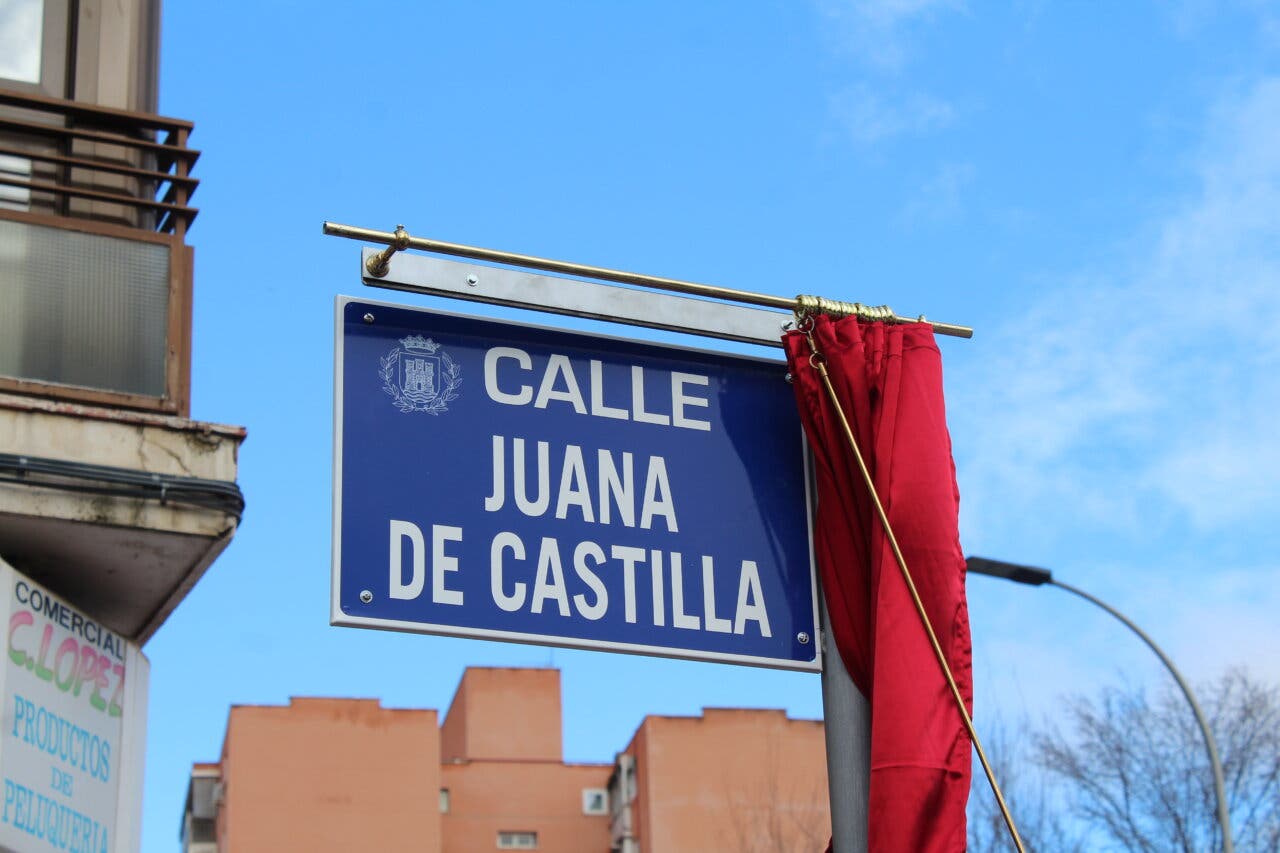 CALLE
JUANA
DE CASTILLA
COMERCIAL
C.LOPEZ
PRODUCTOS
DE
PELUQUERIA